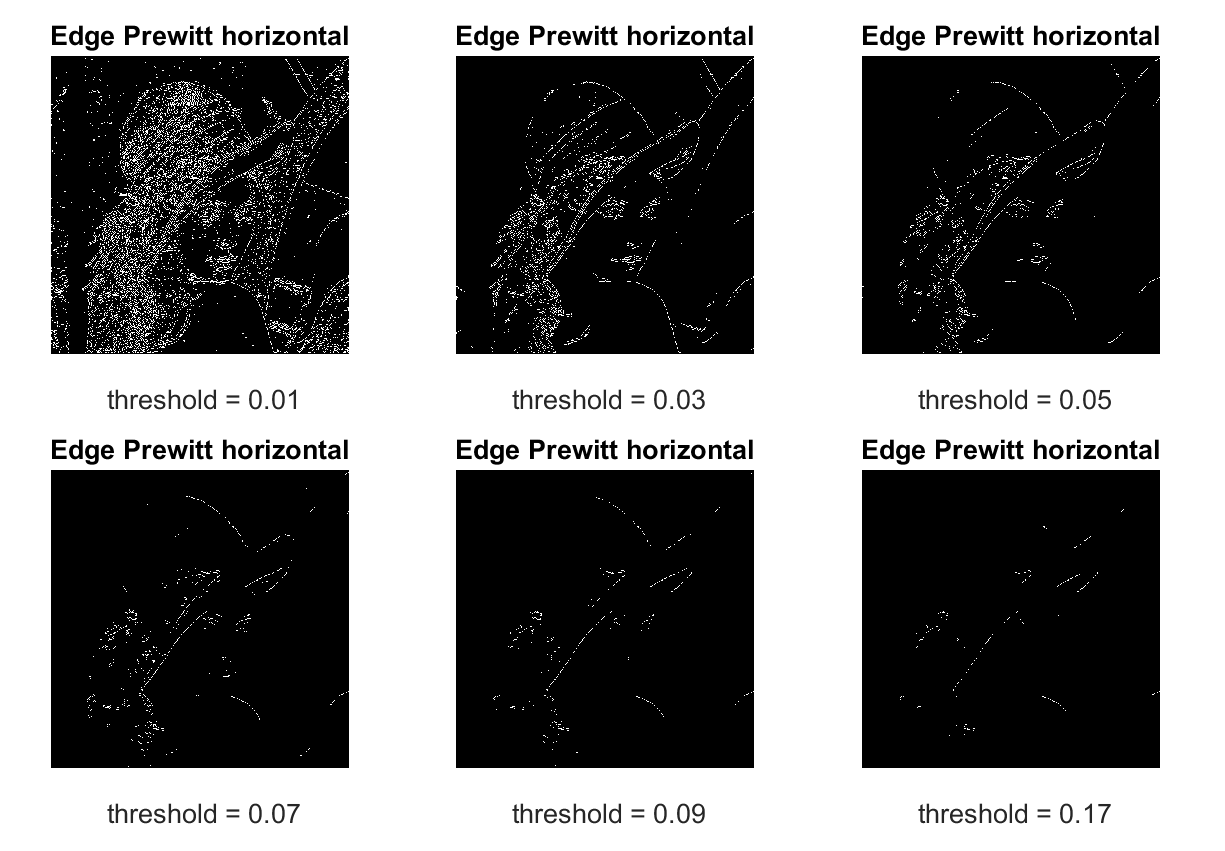 Edge Prewitt horizontal
Edge Prewitt horizontal
Edge Prewitt horizontal
threshold = 0.01
threshold = 0.03
threshold = 0.05
Edge Prewitt horizontal
Edge Prewitt horizontal
Edge Prewitt horizontal
threshold = 0.07
threshold = 0.09
threshold = 0.17